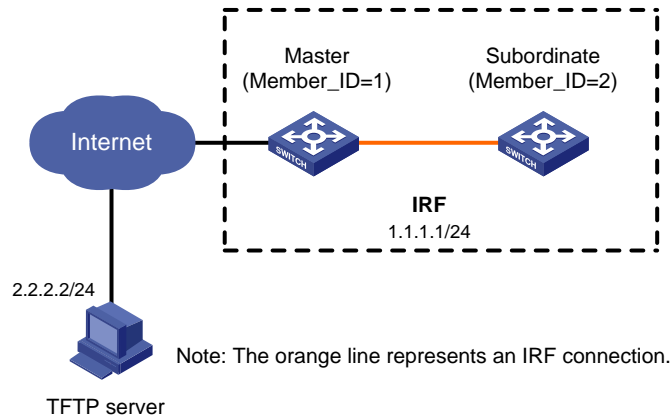 Master
(Member_ID=1)
Subordinate
(Member_ID=2)
Internet
SWITCH
SWITCH
IRF
1.1.1.1/24
2.2.2.2/24
Note: The orange line represents an IRF connection.
TFTP server